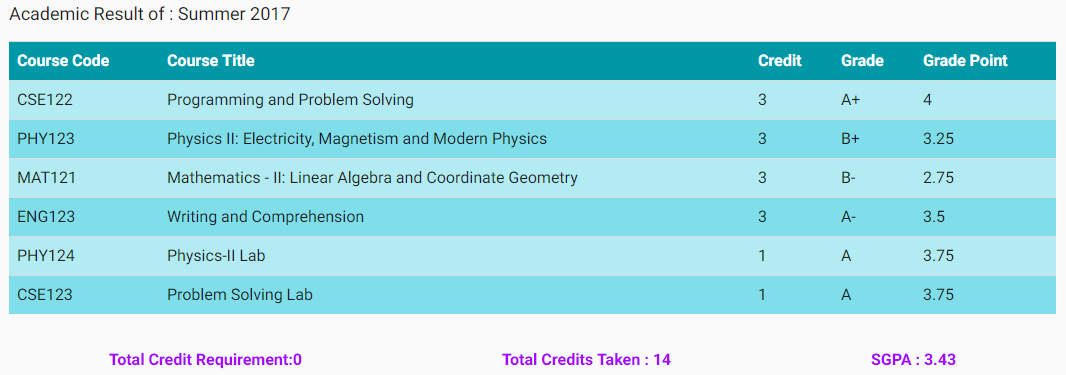 Academic Result of : Summer 2017
Course Code Course Title Credit Grade Grade Point
CSE122 Programming and Problem Solving 3 A+ 4
PHY123 Physics II: Electricity, Magnetism and Modern Physics 3 B+ 3.25
MAT121 Mathematics - II: Linear Algebra and Coordinate Geometry 3 B- 2.75
ENG123 Writing and Comprehension 3 A- 3.5
PHY124 Physics-II Lab 1 A 3.75
CSE123 Problem Solving Lab 1 A 3.75
Total Credit Requirement:0 Total Credits Taken : 14 SGPA : 3.43